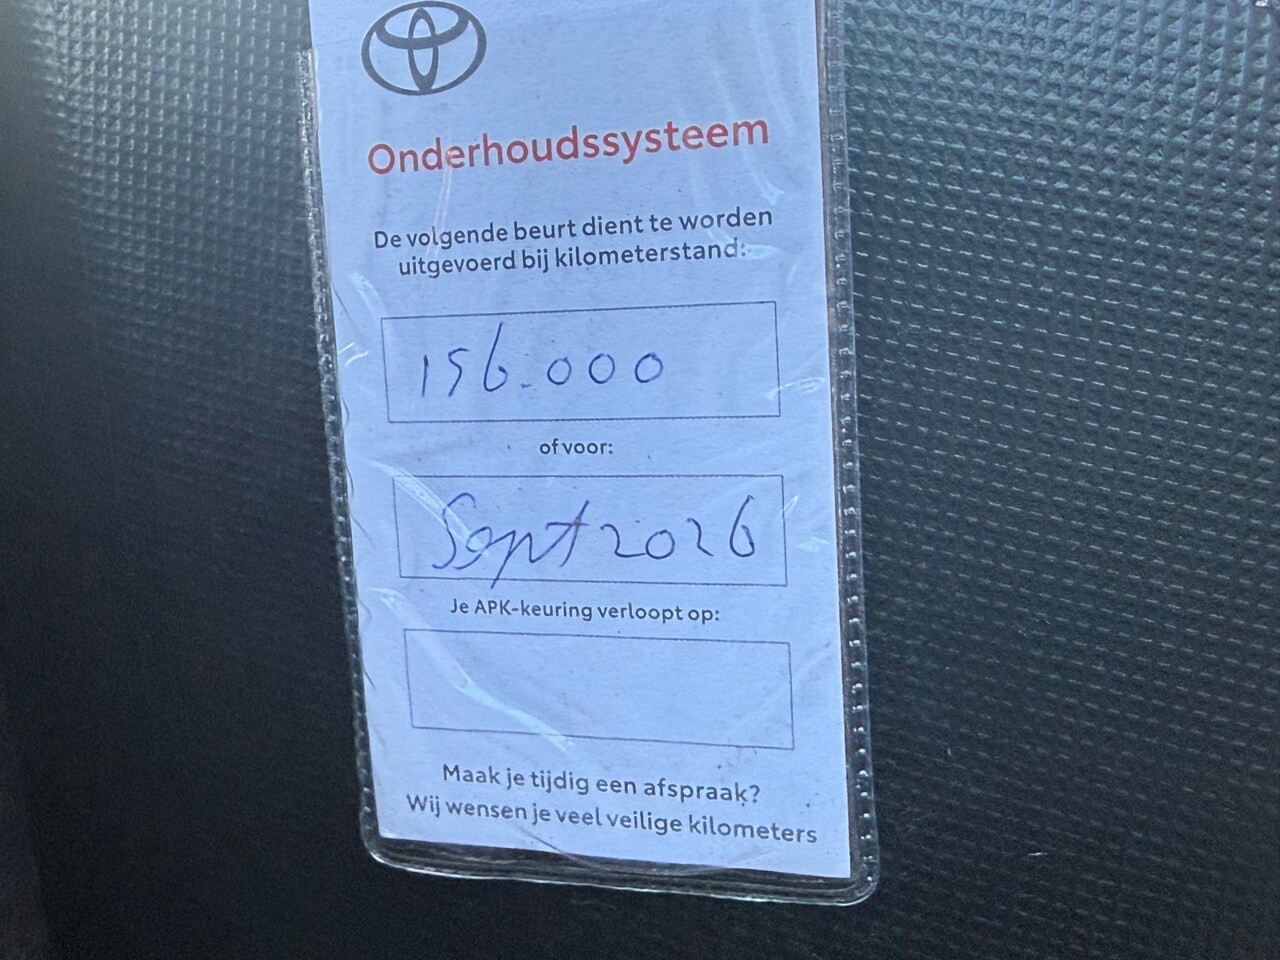 Onderhoudssysteem
De volgende beurt dient te worden
uitgevoerd bij kilometerstand:
156.000
of voor:
Sept 2026
Je APK-keuring verloopt op:
Maak je tijdig een afspraak?
Wij wensen je veel veilige kilometers